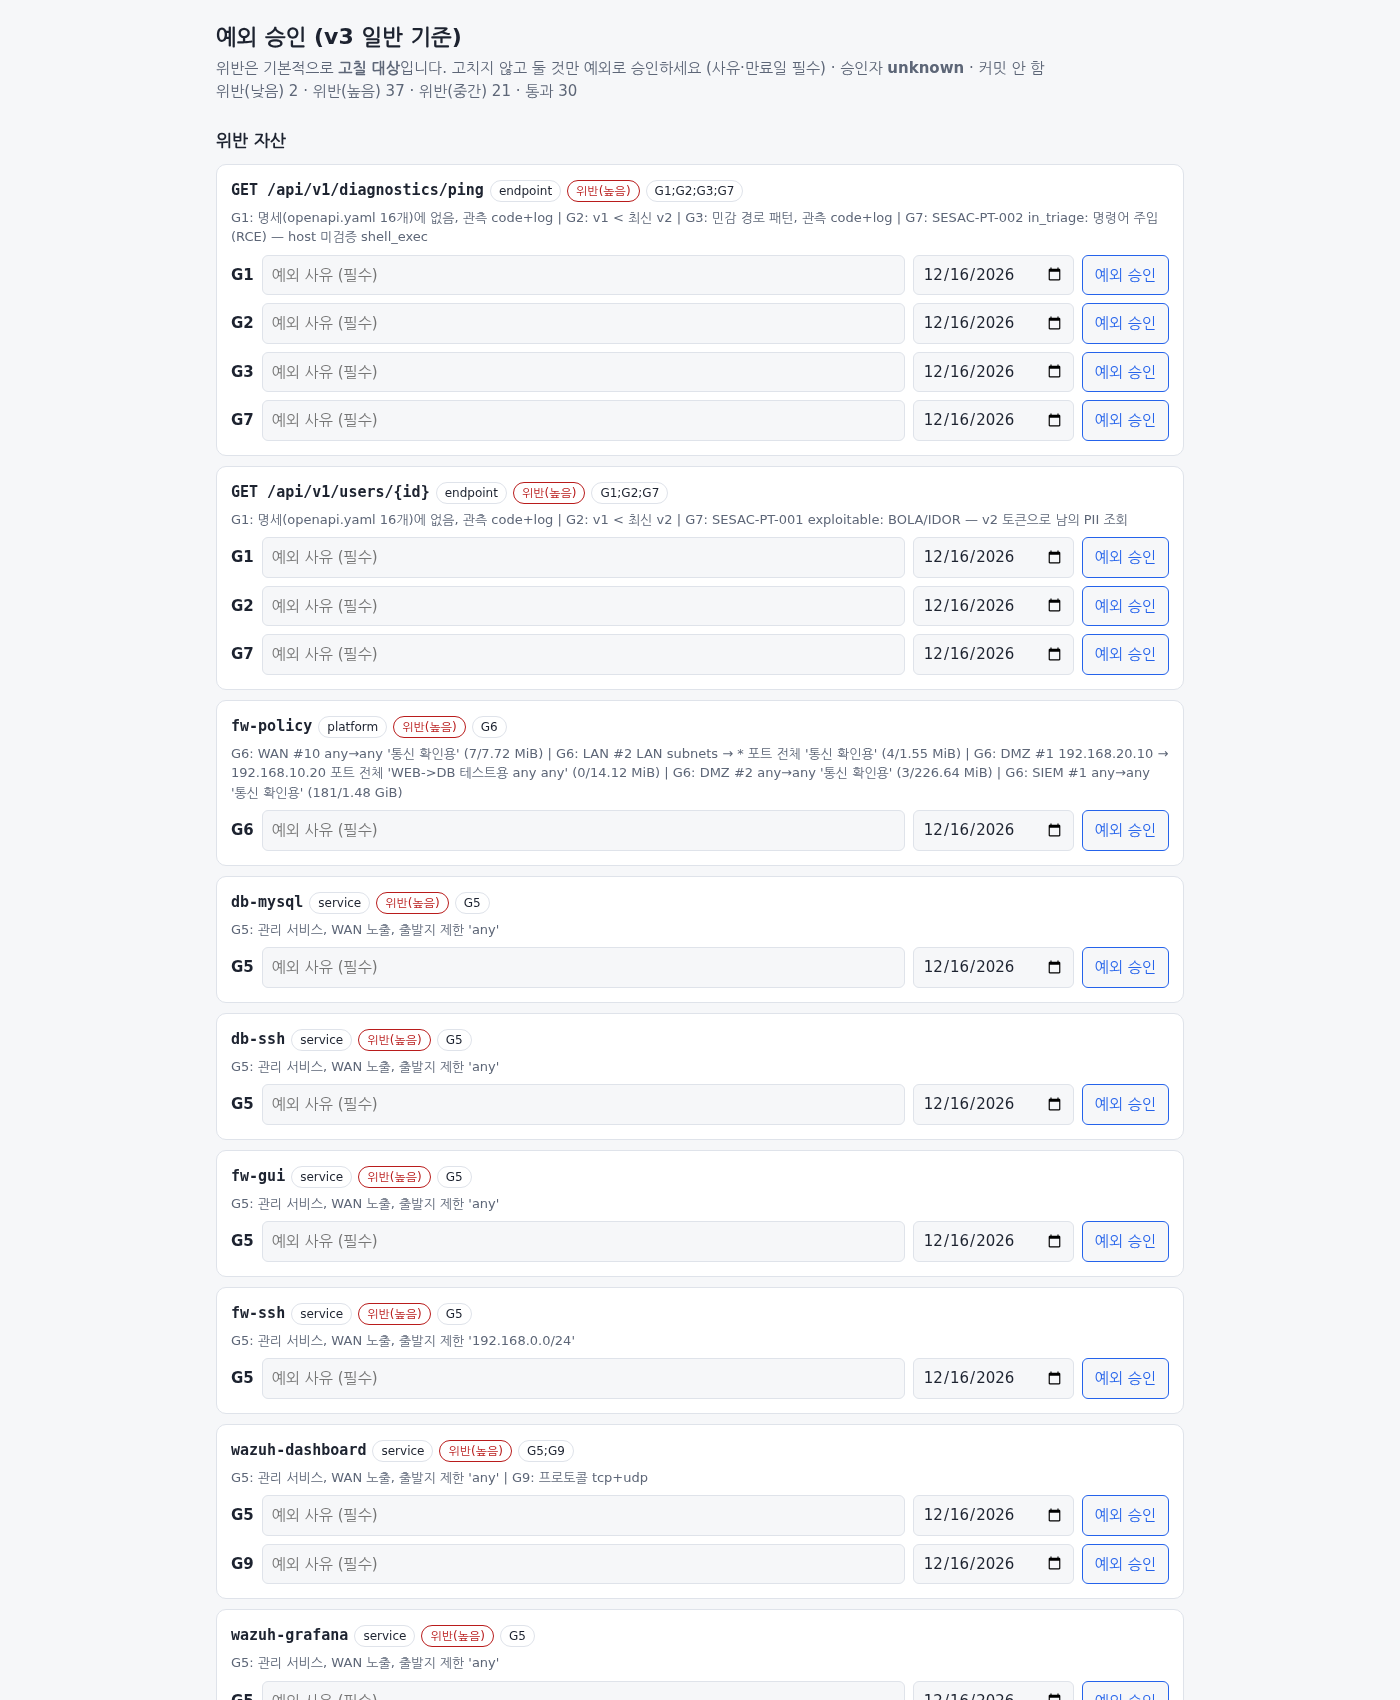 예외 승인 (v3 일반 기준)
위반은 기본적으로 고칠 대상입니다. 고치지 않고 둘 것만 예외로 승인하세요 (사유·만료일 필수) · 승인자 unknown · 커밋 안 함
위반(낮음) 2 · 위반(높음) 37 · 위반(중간) 21 · 통과 30
위반 자산
GET /api/v1/diagnostics/ping endpoint 위반(높음) G1;G2;G3;G7
G1: 명세(openapi.yaml 16개)에 없음, 관측 code+log | G2: v1 < 최신 v2 | G3: 민감 경로 패턴, 관측 code+log | G7: SESAC-PT-002 in_triage: 명령어 주입
(RCE) — host 미검증 shell_exec
G1 예외 사유 (필수) 12/16/2026 예외 승인
G2 예외 사유 (필수) 12/16/2026 예외 승인
G3 예외 사유 (필수) 12/16/2026 예외 승인
G7 예외 사유 (필수) 12/16/2026 예외 승인
GET /api/v1/users/{id} endpoint 위반(높음) G1;G2;G7
G1: 명세(openapi.yaml 16개)에 없음, 관측 code+log | G2: v1 < 최신 v2 | G7: SESAC-PT-001 exploitable: BOLA/IDOR — v2 토큰으로 남의 PII 조회
G1 예외 사유 (필수) 12/16/2026 예외 승인
G2 예외 사유 (필수) 12/16/2026 예외 승인
G7 예외 사유 (필수) 12/16/2026 예외 승인
fw-policy platform 위반(높음) G6
G6: WAN #10 any→any '통신 확인용' (7/7.72 MiB) | G6: LAN #2 LAN subnets → * 포트 전체 '통신 확인용' (4/1.55 MiB) | G6: DMZ #1 192.168.20.10 →
192.168.10.20 포트 전체 'WEB->DB 테스트용 any any' (0/14.12 MiB) | G6: DMZ #2 any→any '통신 확인용' (3/226.64 MiB) | G6: SIEM #1 any→any
'통신 확인용' (181/1.48 GiB)
G6 예외 사유 (필수) 12/16/2026 예외 승인
db-mysql service 위반(높음) G5
G5: 관리 서비스, WAN 노출, 출발지 제한 'any'
G5 예외 사유 (필수) 12/16/2026 예외 승인
db-ssh service 위반(높음) G5
G5: 관리 서비스, WAN 노출, 출발지 제한 'any'
G5 예외 사유 (필수) 12/16/2026 예외 승인
fw-gui service 위반(높음) G5
G5: 관리 서비스, WAN 노출, 출발지 제한 'any'
G5 예외 사유 (필수) 12/16/2026 예외 승인
fw-ssh service 위반(높음) G5
G5: 관리 서비스, WAN 노출, 출발지 제한 '192.168.0.0/24'
G5 예외 사유 (필수) 12/16/2026 예외 승인
wazuh-dashboard service 위반(높음) G5;G9
G5: 관리 서비스, WAN 노출, 출발지 제한 'any' | G9: 프로토콜 tcp+udp
G5 예외 사유 (필수) 12/16/2026 예외 승인
G9 예외 사유 (필수) 12/16/2026 예외 승인
wazuh-grafana service 위반(높음) G5
G5: 관리 서비스, WAN 노출, 출발지 제한 'any'
G5 예외 사유 (필수) 12/16/2026 예외 승인